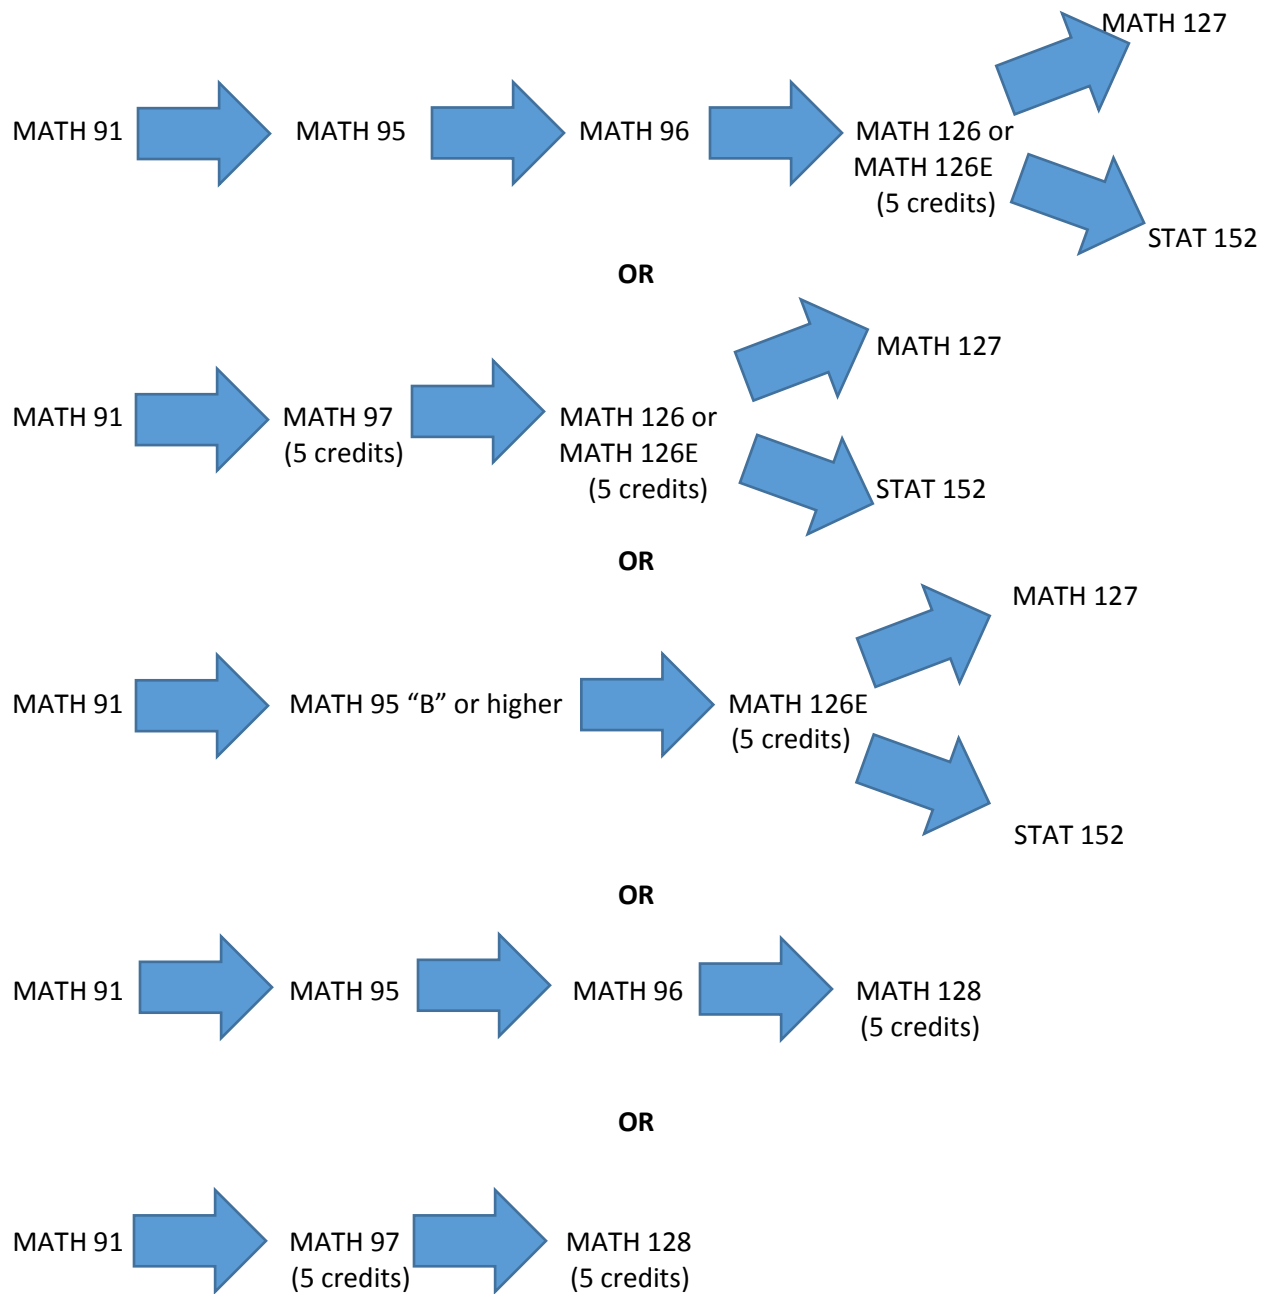 MATH 127
MATH 91
MATH 95
MATH 96
MATH 126 or
MATH 126E
(5 credits)
STAT 152
OR
MATH 127
MATH 91
MATH 97
(5 credits)
MATH 126 or
MATH 126E
(5 credits)
STAT 152
OR
MATH 127
MATH 91
MATH 95 “B” or higher
MATH 126E
(5 credits)
STAT 152
OR
MATH 91
MATH 95
MATH 96
MATH 128
(5 credits)
OR
MATH 91
MATH 97
(5 credits)
MATH 128
(5 credits)